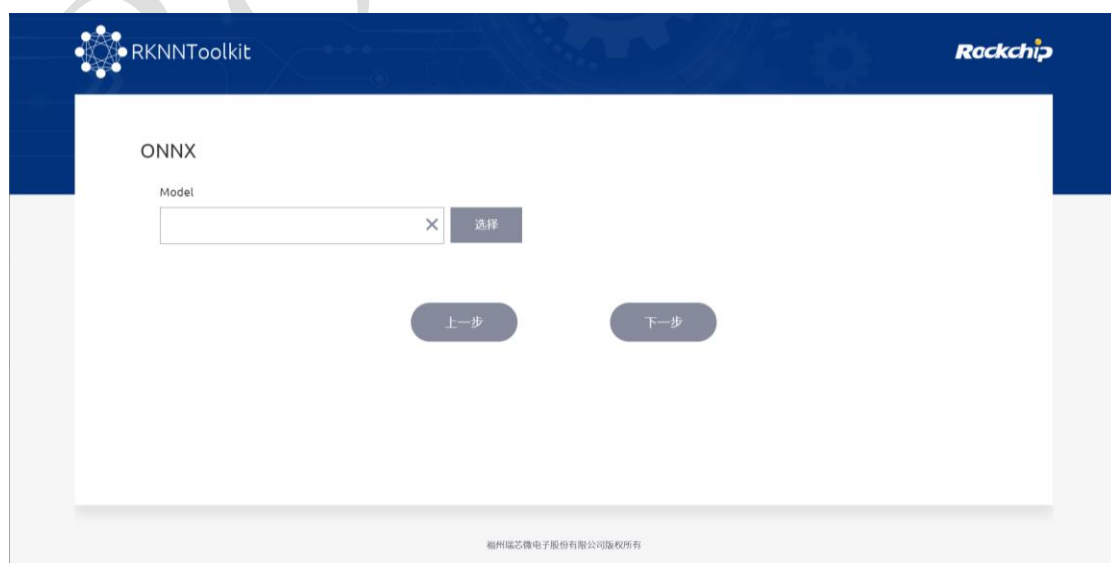 RKNNToolkit
Rockchip
ONNX
Model
选择
上一步
下一步
福州瑞芯微电子股份有限公司版权所有